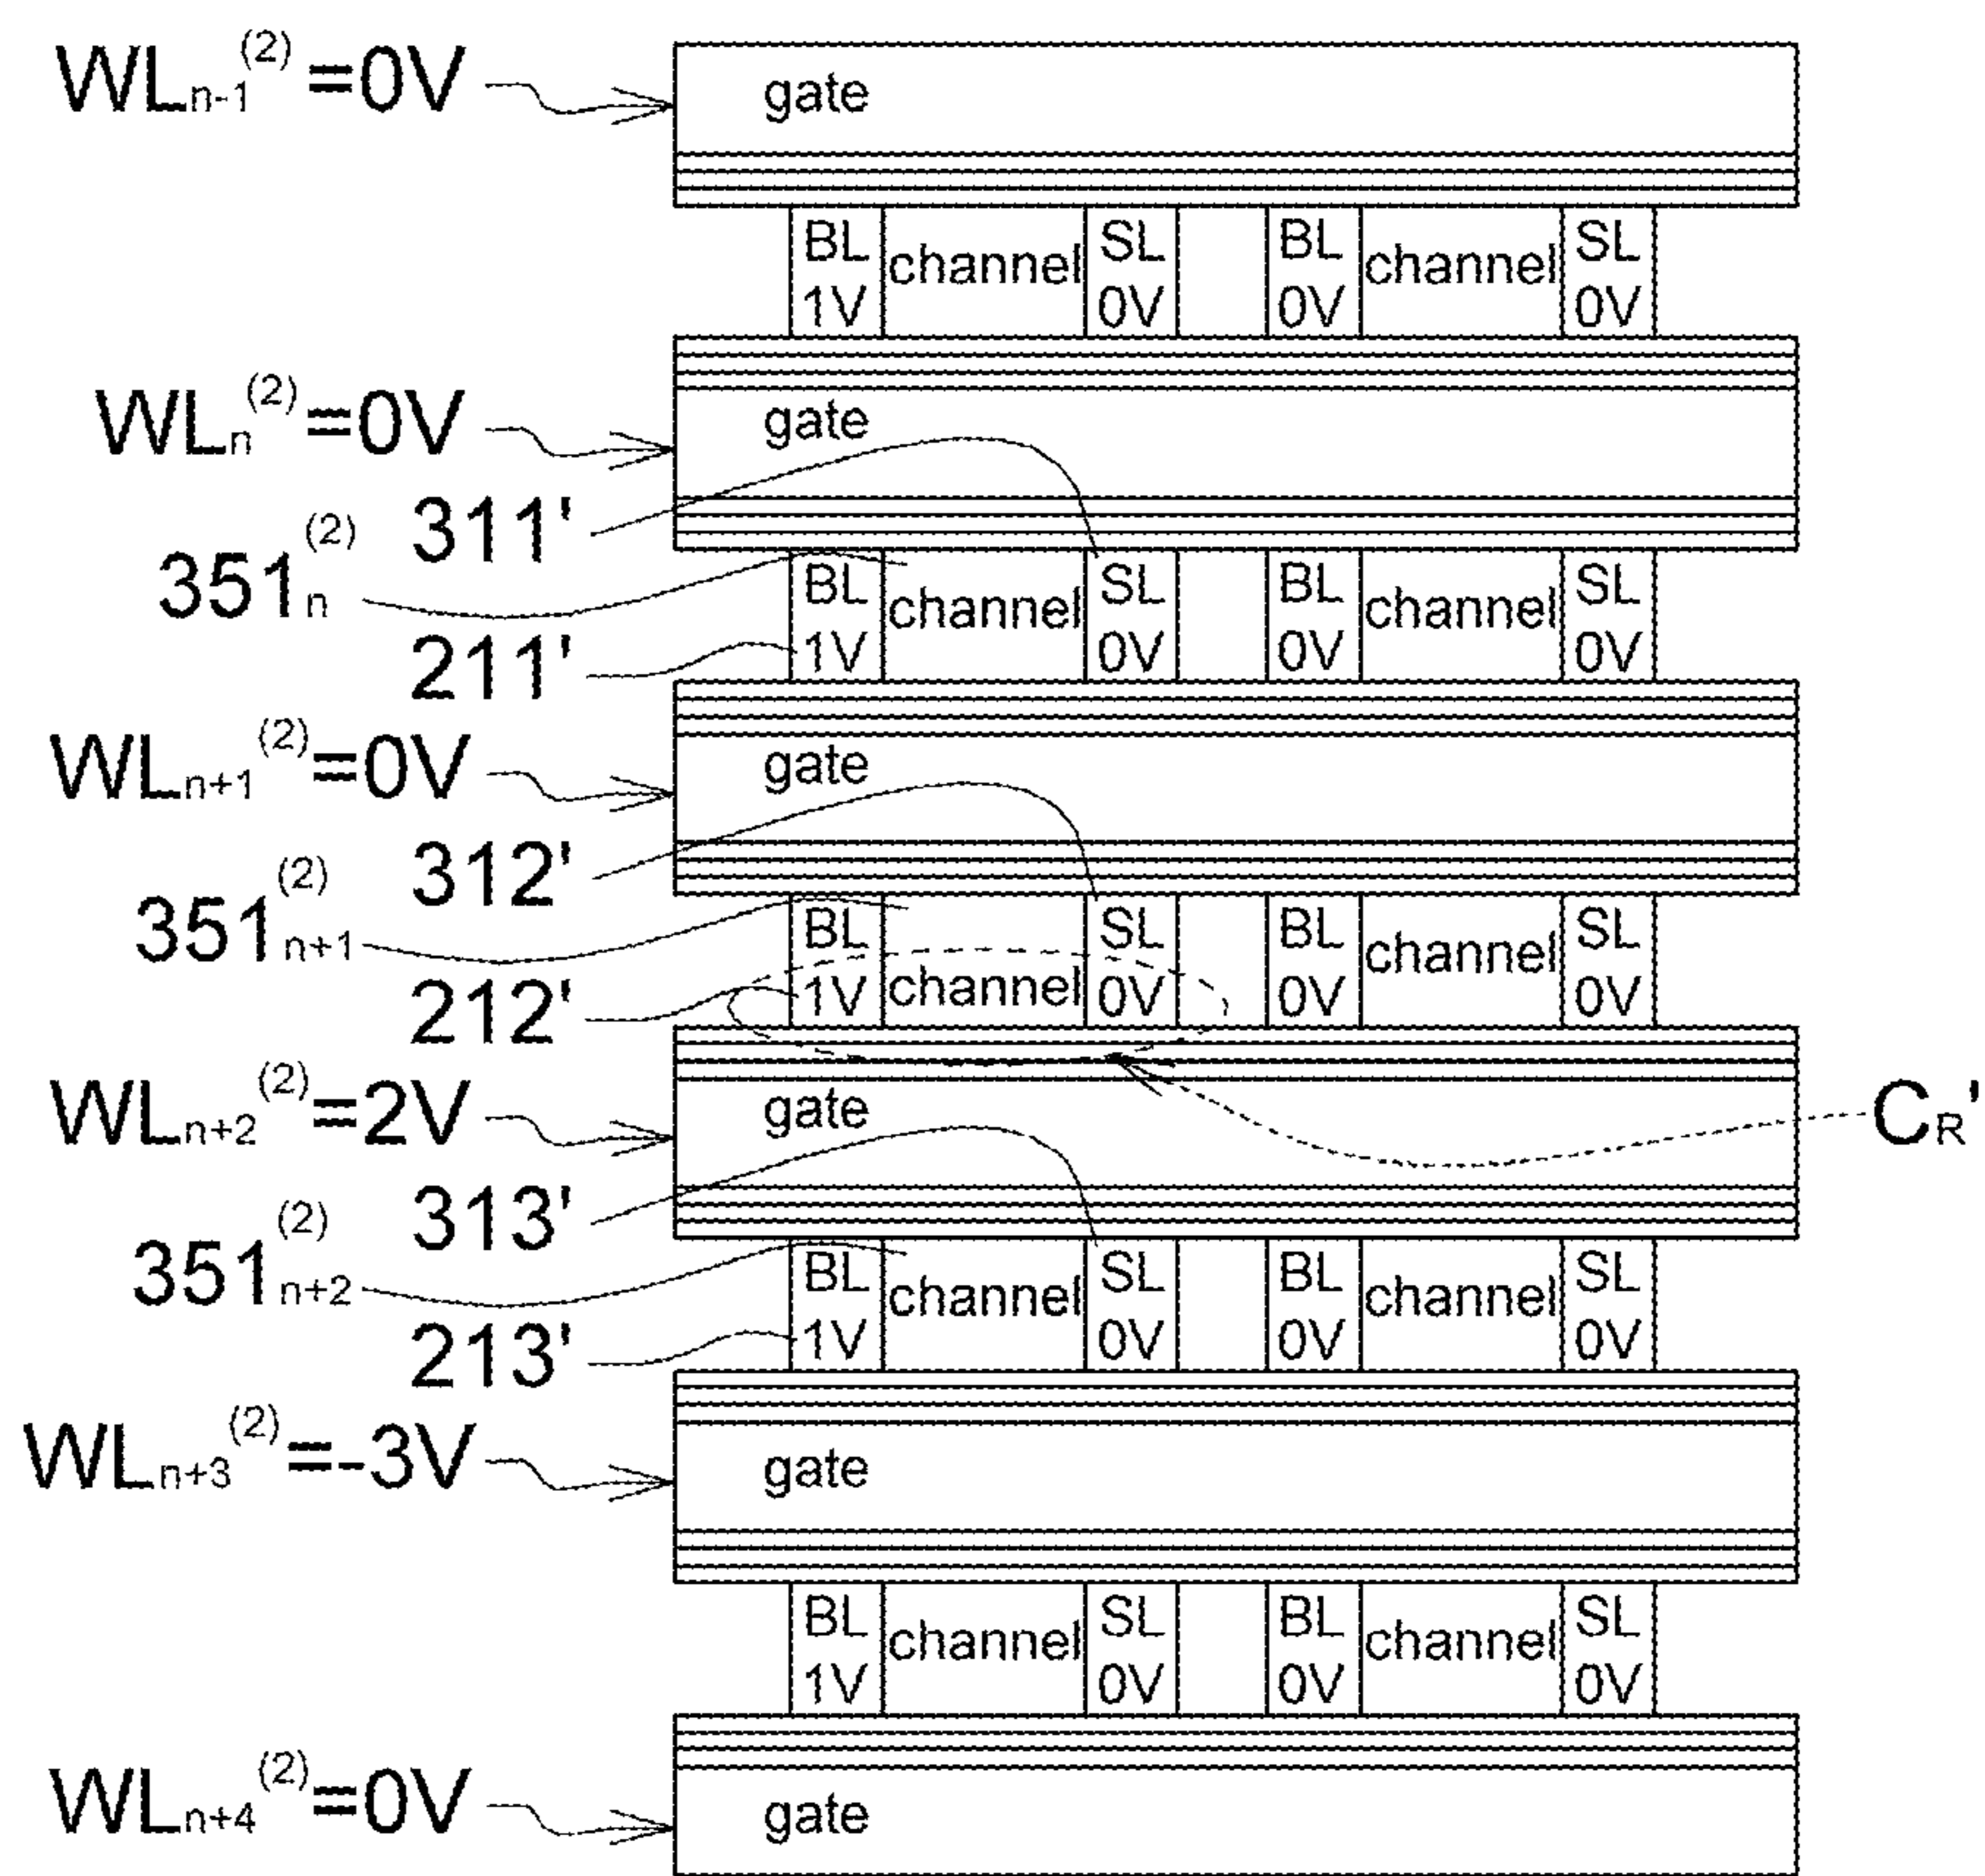 WLn-1(2)=0V
gate
BL channel SL BL channel SL
1V 0V 0V 0V
WLn(2)=0V
gate
311'
351n(2)
BL channel SL BL channel SL
1V 0V 0V 0V
211'
WLn+1(2)=0V
gate
312'
351n+1(2)
BL SL BL channel SL
1V channel 0V 0V 0V
212'
WLn+2(2)=2V
gate
CR'
313'
351n+2(2)
BL channel SL BL channel SL
1V 0V 0V 0V
213'
WLn+3(2)=-3V
gate
BL channel SL BL channel SL
1V 0V 0V 0V
WLn+4(2)=0V
gate